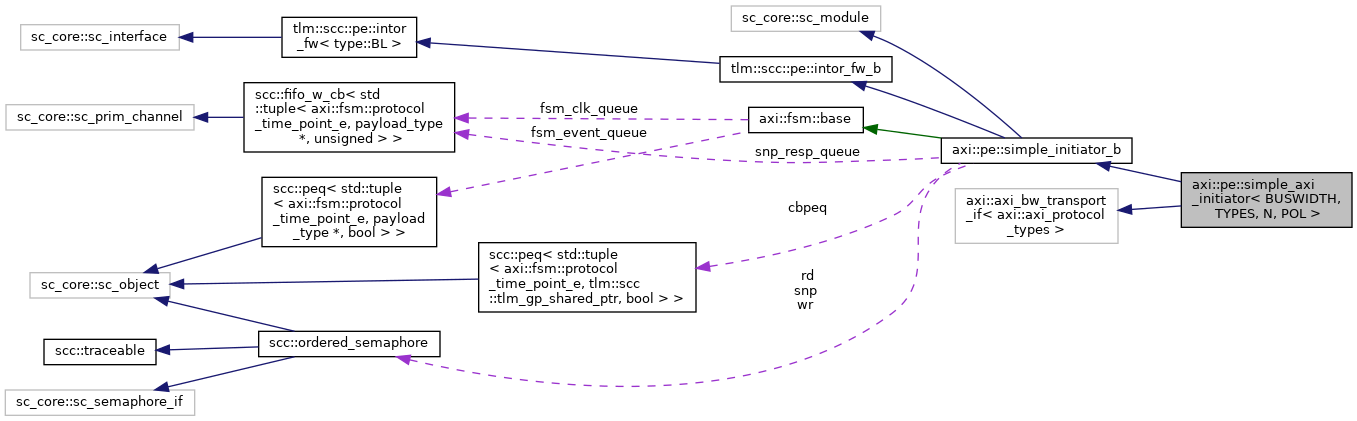 sc_core::sc_module
tlm::scc::pe::intor
_fw< type::BL >
sc_core::sc_interface
tlm::scc::pe::intor_fw_b
scc::fifo_w_cb< std
::tuple< axi::fsm::protocol
_time_point_e, payload_type
*, unsigned > >
sc_core::sc_prim_channel
fsm_clk_queue
axi::fsm::base
fsm_event_queue
snp_resp_queue
axi::pe::simple_initiator_b
scc::peq< std::tuple
< axi::fsm::protocol
_time_point_e, payload
_type *, bool > >
axi::axi_bw_transport
_if< axi::axi_protocol
_types >
axi::pe::simple_axi
_initiator< BUSWIDTH,
TYPES, N, POL >
cbpeq
scc::peq< std::tuple
< axi::fsm::protocol
_time_point_e, tlm::scc
::tlm_gp_shared_ptr, bool > >
sc_core::sc_object
rd
snp
wr
scc::ordered_semaphore
scc::traceable
sc_core::sc_semaphore_if